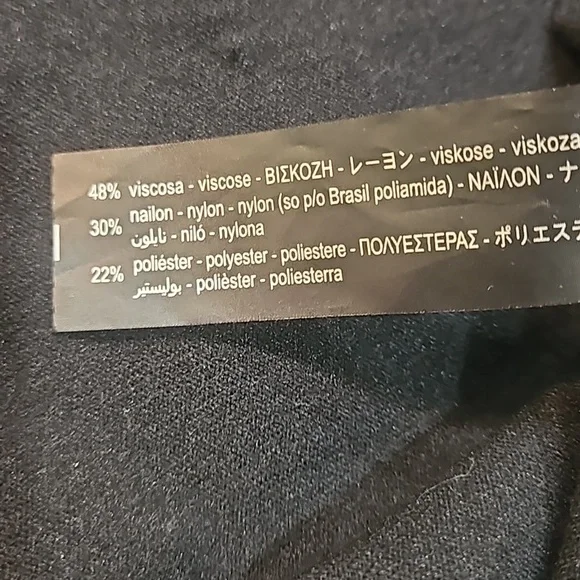 48% viscosa - viscose - ΒΙΣΚΟΖΗ - レーヨン - viskose - viskoza
30% nailon - nylon - nylon (so p/o Brasil poliamida) - ΝΑΪΛΟΝ - ナ
نايلون - niló - nylona
22% poliéster - polyester - poliestere - ΠΟΛΥΕΣΤΕΡΑΣ - ポリエステ
بوليستير - polièster - poliesterra